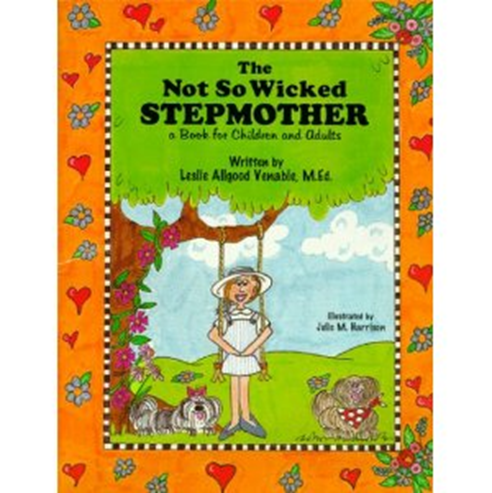 The
Not So Wicked
STEPMOTHER
a Book for Children and Adults
Written by
Leslie Allgood Venable, M.Ed.
Illustrated by
Julie M. Harrison